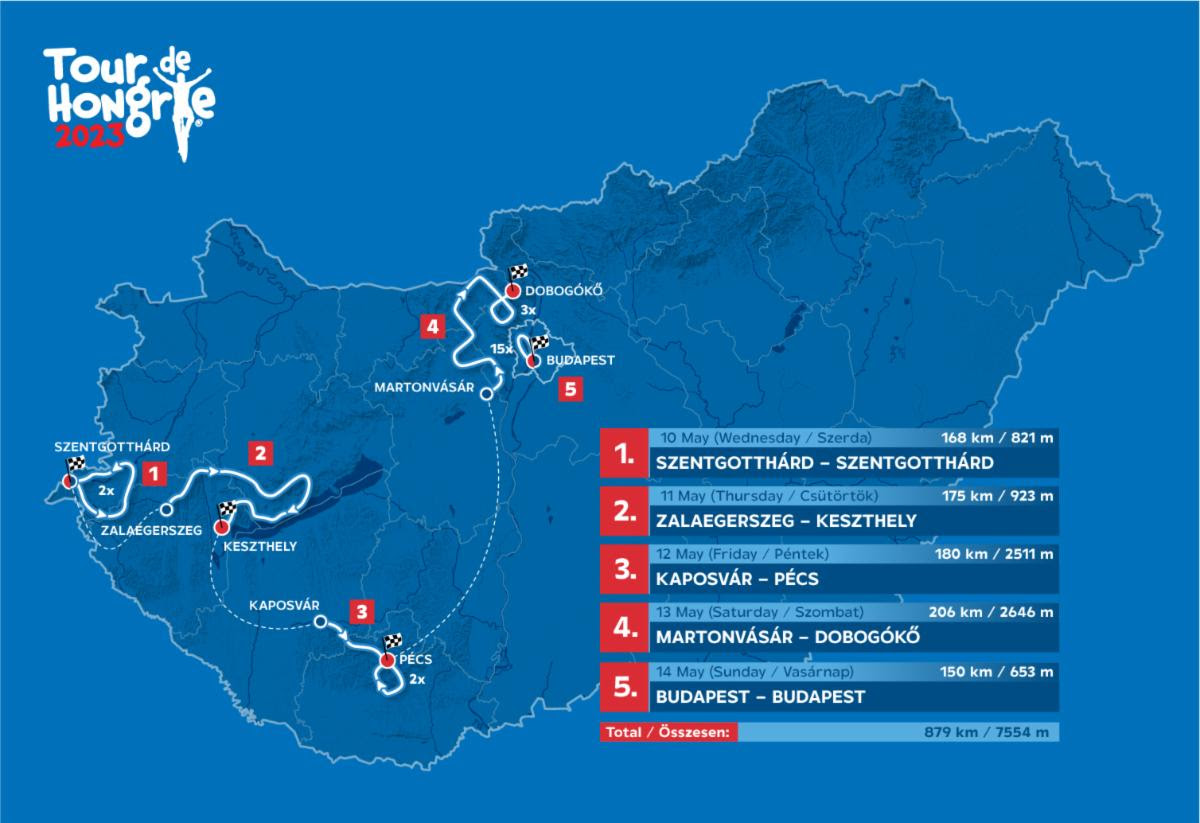 Tour de
Hongrie
2023
DOBOGÓKŐ
3x
4
15x
BUDAPEST
MARTONVÁSÁR
5
SZENTGOTTHÁRD
2
1
2x
ZALAEGERSZEG
KESZTHELY
KAPOSVÁR
3
PÉCS
2x
1.
10 May (Wednesday / Szerda) 168 km / 821 m
SZENTGOTTHÁRD – SZENTGOTTHÁRD
2.
11 May (Thursday / Csütörtök) 175 km / 923 m
ZALAEGERSZEG – KESZTHELY
3.
12 May (Friday / Péntek) 180 km / 2511 m
KAPOSVÁR – PÉCS
4.
13 May (Saturday / Szombat) 206 km / 2646 m
MARTONVÁSÁR – DOBOGÓKŐ
5.
14 May (Sunday / Vasárnap) 150 km / 653 m
BUDAPEST – BUDAPEST
Total / Összesen: 879 km / 7554 m